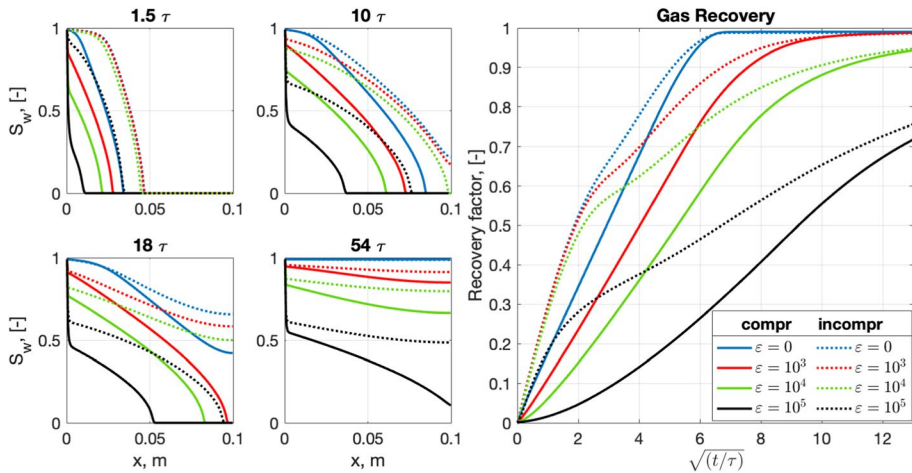 1.5 τ
1
0.5
0
S_w, [-]
0 0.05 0.1
10 τ
1
0.5
0
0 0.05 0.1
18 τ
1
0.5
0
S_w, [-]
0 0.05 0.1
x, m
54 τ
1
0.5
0
0 0.05 0.1
x, m
Gas Recovery
1
0.9
0.8
0.7
0.6
0.5
0.4
0.3
0.2
0.1
0
Recovery factor, [-]
0 2 4 6 8 10 12
√(t/τ)
compr incompr
ε = 0 ε = 0
ε = 10³ ε = 10³
ε = 10⁴ ε = 10⁴
ε = 10⁵ ε = 10⁵